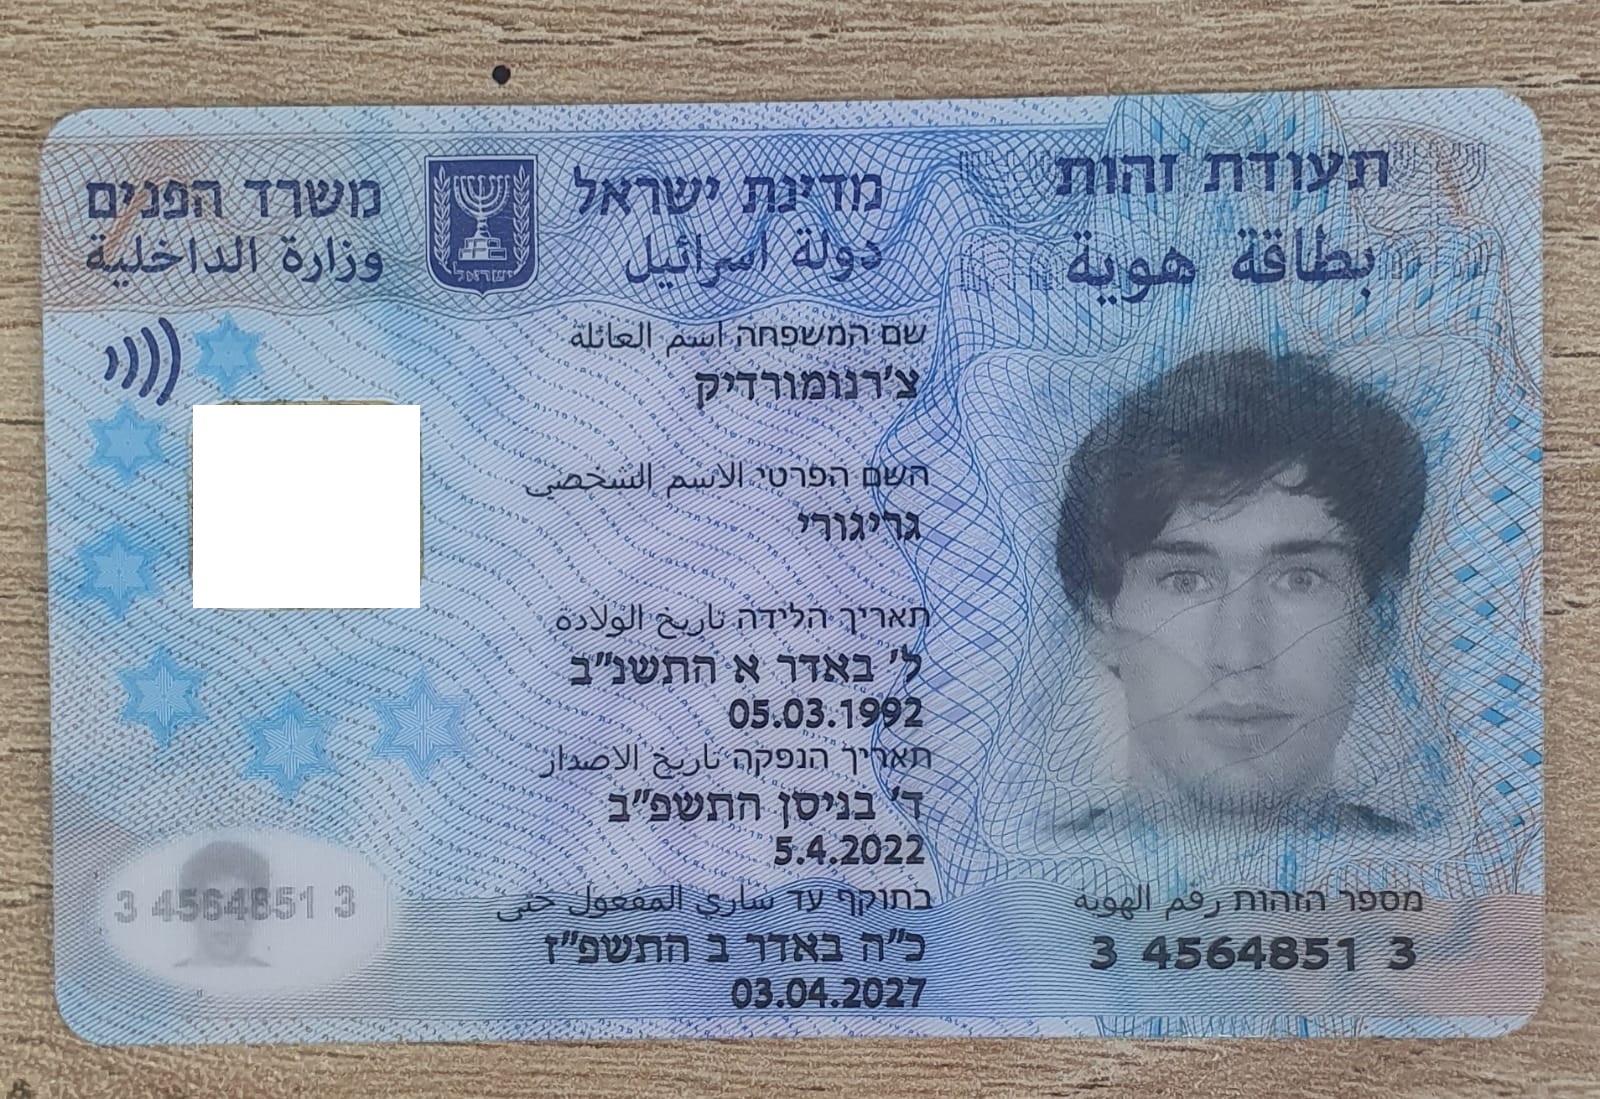 תעודת זהות
بطاقة هوية
מדינת ישראל
دولة اسرائيل
משרד הפנים
وزارة الداخلية
שם המשפחה اسم العائلة
צ'רנומורדיק
השם הפרטי الاسم الشخصي
גריגורי
תאריך הלידה تاريخ الولادة
ל' באדר א התשנ"ב
05.03.1992
תאריך הנפקה تاريخ الاصدار
ד' בניסן התשפ"ב
5.4.2022
בתוקף עד ساري المفعول حتى
כ"ה באדר ב התשפ"ז
03.04.2027
מספר הזהות رقم الهوية
3 4564851 3
3 4564851 3